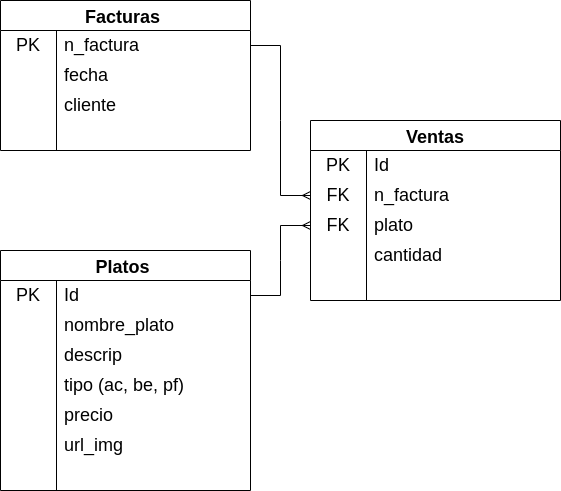 Facturas
PK n_factura
fecha
cliente
Ventas
PK Id
FK n_factura
FK plato
cantidad
Platos
PK Id
nombre_plato
descrip
tipo (ac, be, pf)
precio
url_img